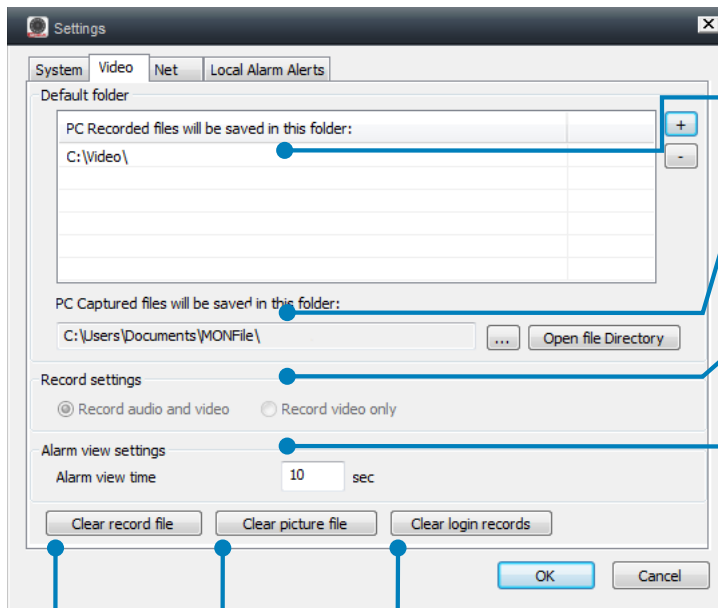 Settings
System Video Net Local Alarm Alerts
Default folder
PC Recorded files will be saved in this folder:
+
C:\Video\
-
PC Captured files will be saved in this folder:
C:\Users\Documents\MONFile\ ... Open file Directory
Record settings
Record audio and video Record video only
Alarm view settings
Alarm view time 10 sec
Clear record file Clear picture file Clear login records
OK Cancel